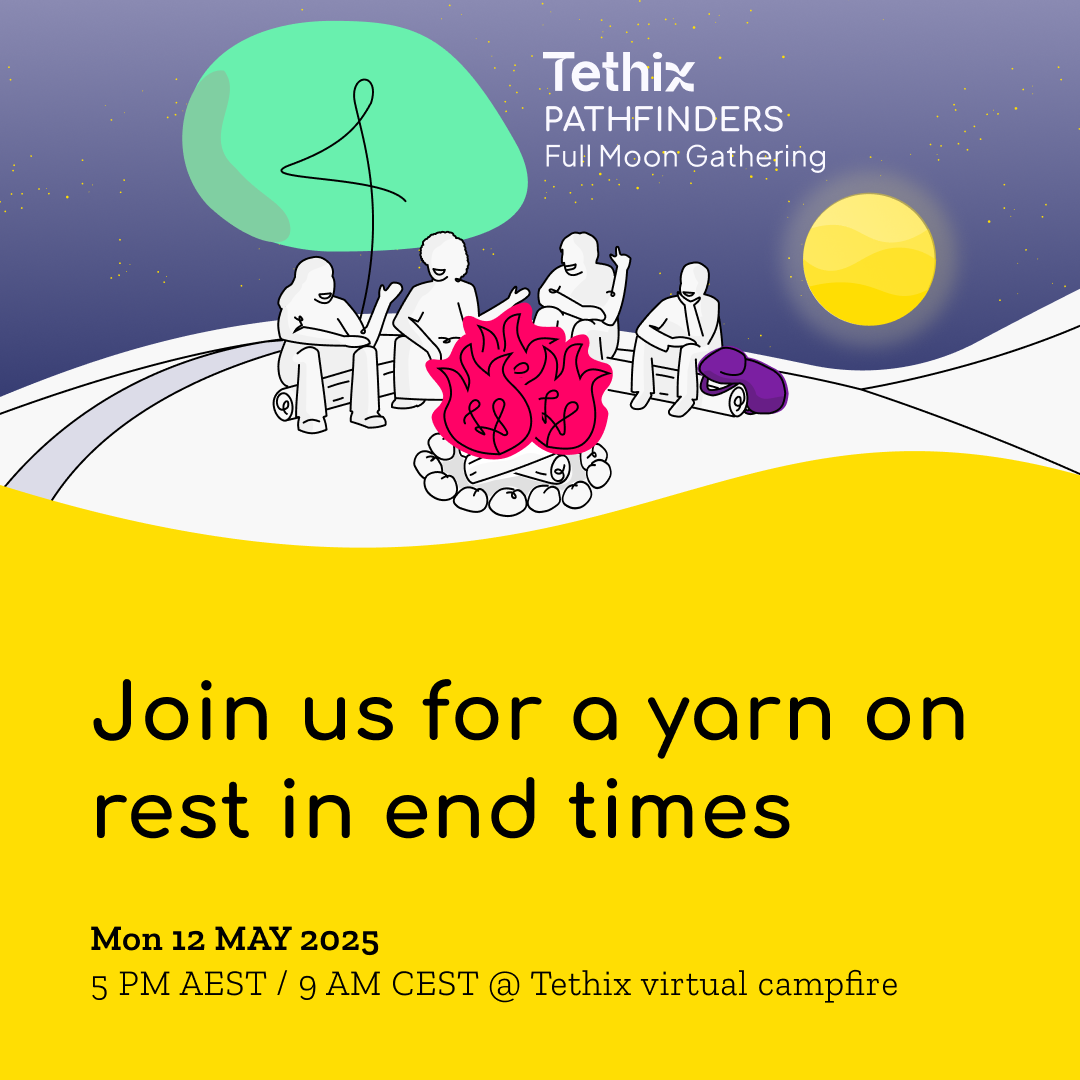 Tethix
PATHFINDERS
Full Moon Gathering
Join us for a yarn on
rest in end times
Mon 12 MAY 2025
5 PM AEST / 9 AM CEST @ Tethix virtual campfire